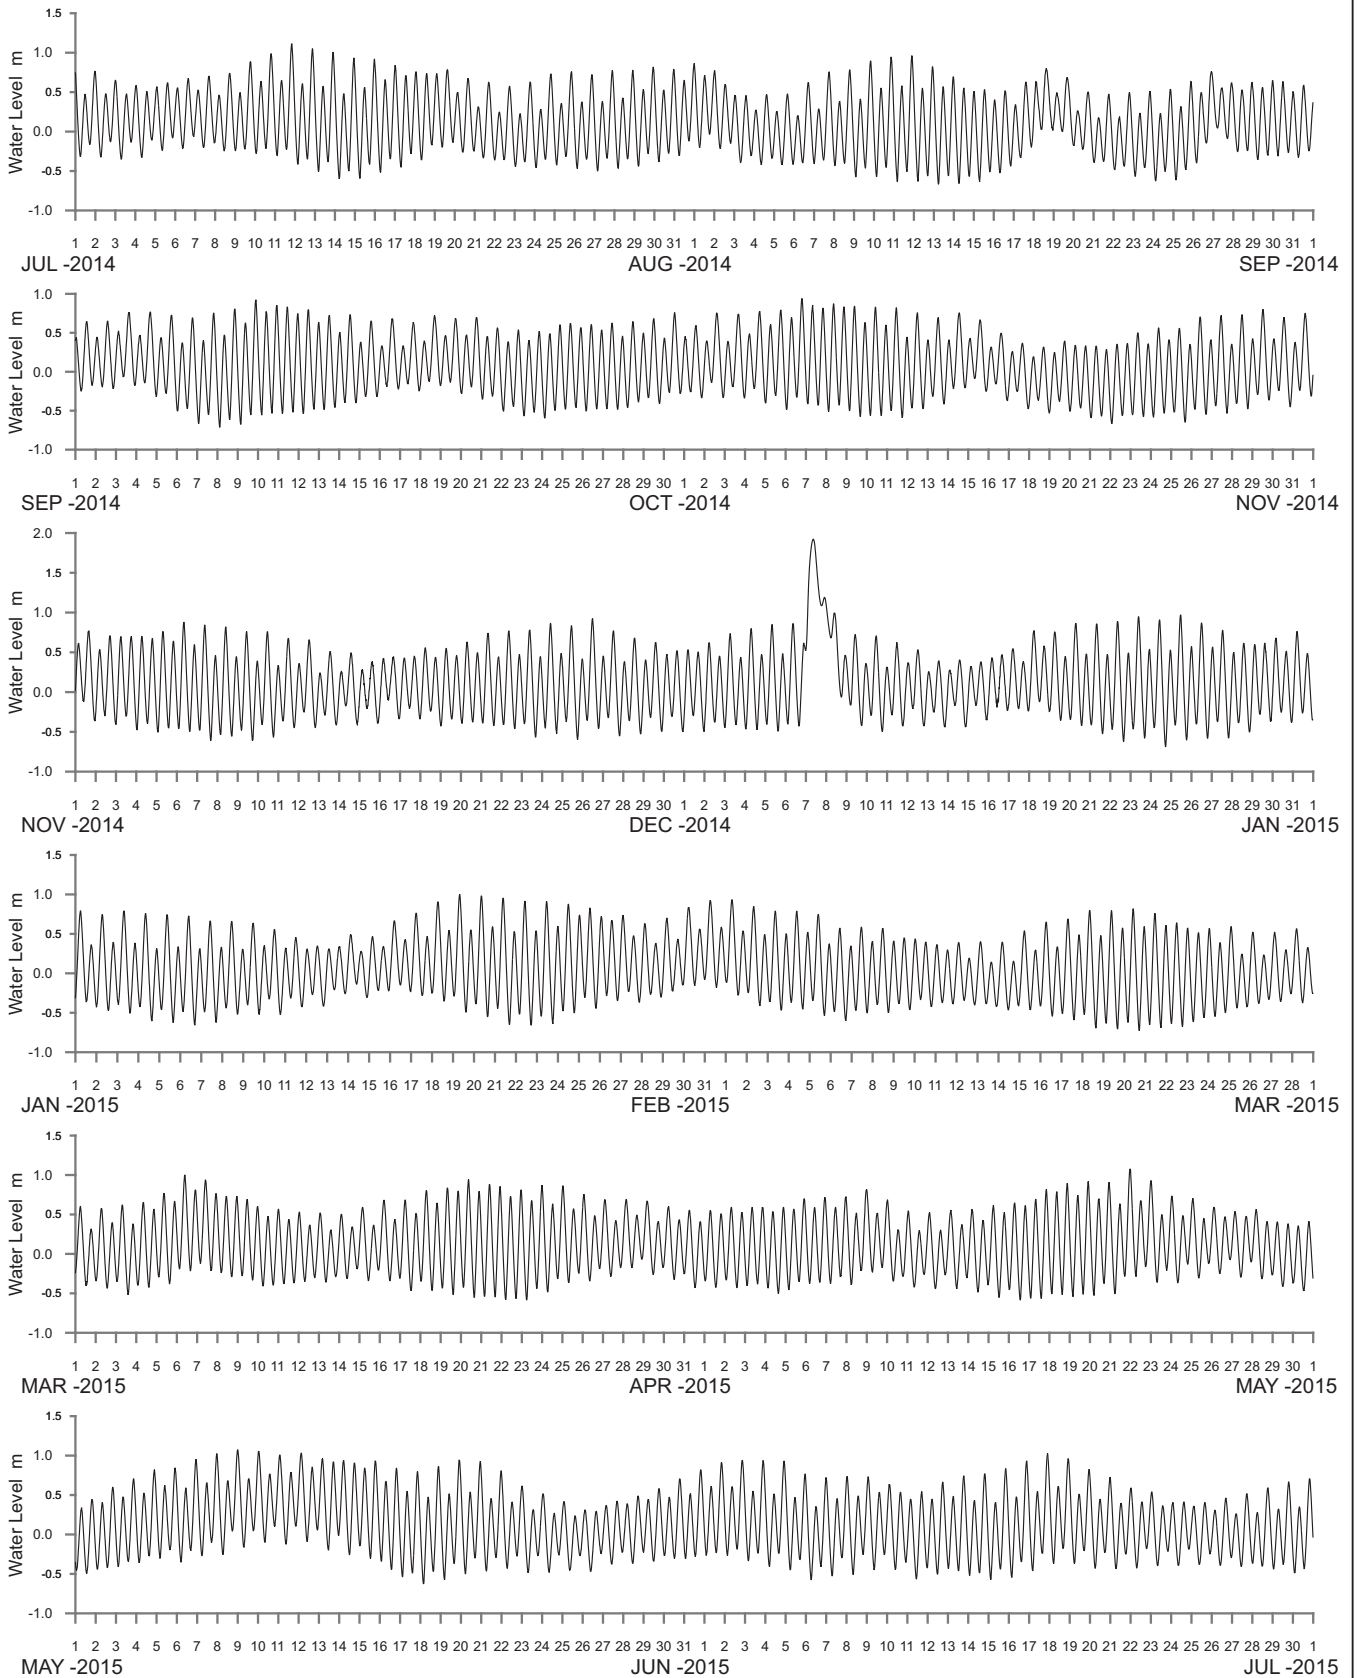 1.5
1.0
0.5
0.0
-0.5
-1.0
Water Level m
1 2 3 4 5 6 7 8 9 10 11 12 13 14 15 16 17 18 19 20 21 22 23 24 25 26 27 28 29 30 31 1 2 3 4 5 6 7 8 9 10 11 12 13 14 15 16 17 18 19 20 21 22 23 24 25 26 27 28 29 30 31 1
JUL -2014 AUG -2014 SEP -2014
1.0
0.5
0.0
-0.5
-1.0
Water Level m
1 2 3 4 5 6 7 8 9 10 11 12 13 14 15 16 17 18 19 20 21 22 23 24 25 26 27 28 29 30 1 2 3 4 5 6 7 8 9 10 11 12 13 14 15 16 17 18 19 20 21 22 23 24 25 26 27 28 29 30 31 1
SEP -2014 OCT -2014 NOV -2014
2.0
1.5
1.0
0.5
0.0
-0.5
-1.0
Water Level m
1 2 3 4 5 6 7 8 9 10 11 12 13 14 15 16 17 18 19 20 21 22 23 24 25 26 27 28 29 30 1 2 3 4 5 6 7 8 9 10 11 12 13 14 15 16 17 18 19 20 21 22 23 24 25 26 27 28 29 30 31 1
NOV -2014 DEC -2014 JAN -2015
1.5
1.0
0.5
0.0
-0.5
-1.0
Water Level m
1 2 3 4 5 6 7 8 9 10 11 12 13 14 15 16 17 18 19 20 21 22 23 24 25 26 27 28 29 30 31 1 2 3 4 5 6 7 8 9 10 11 12 13 14 15 16 17 18 19 20 21 22 23 24 25 26 27 28 1
JAN -2015 FEB -2015 MAR -2015
1.5
1.0
0.5
0.0
-0.5
-1.0
Water Level m
1 2 3 4 5 6 7 8 9 10 11 12 13 14 15 16 17 18 19 20 21 22 23 24 25 26 27 28 29 30 31 1 2 3 4 5 6 7 8 9 10 11 12 13 14 15 16 17 18 19 20 21 22 23 24 25 26 27 28 29 30 1
MAR -2015 APR -2015 MAY -2015
1.5
1.0
0.5
0.0
-0.5
-1.0
Water Level m
1 2 3 4 5 6 7 8 9 10 11 12 13 14 15 16 17 18 19 20 21 22 23 24 25 26 27 28 29 30 31 1 2 3 4 5 6 7 8 9 10 11 12 13 14 15 16 17 18 19 20 21 22 23 24 25 26 27 28 29 30 1
MAY -2015 JUN -2015 JUL -2015